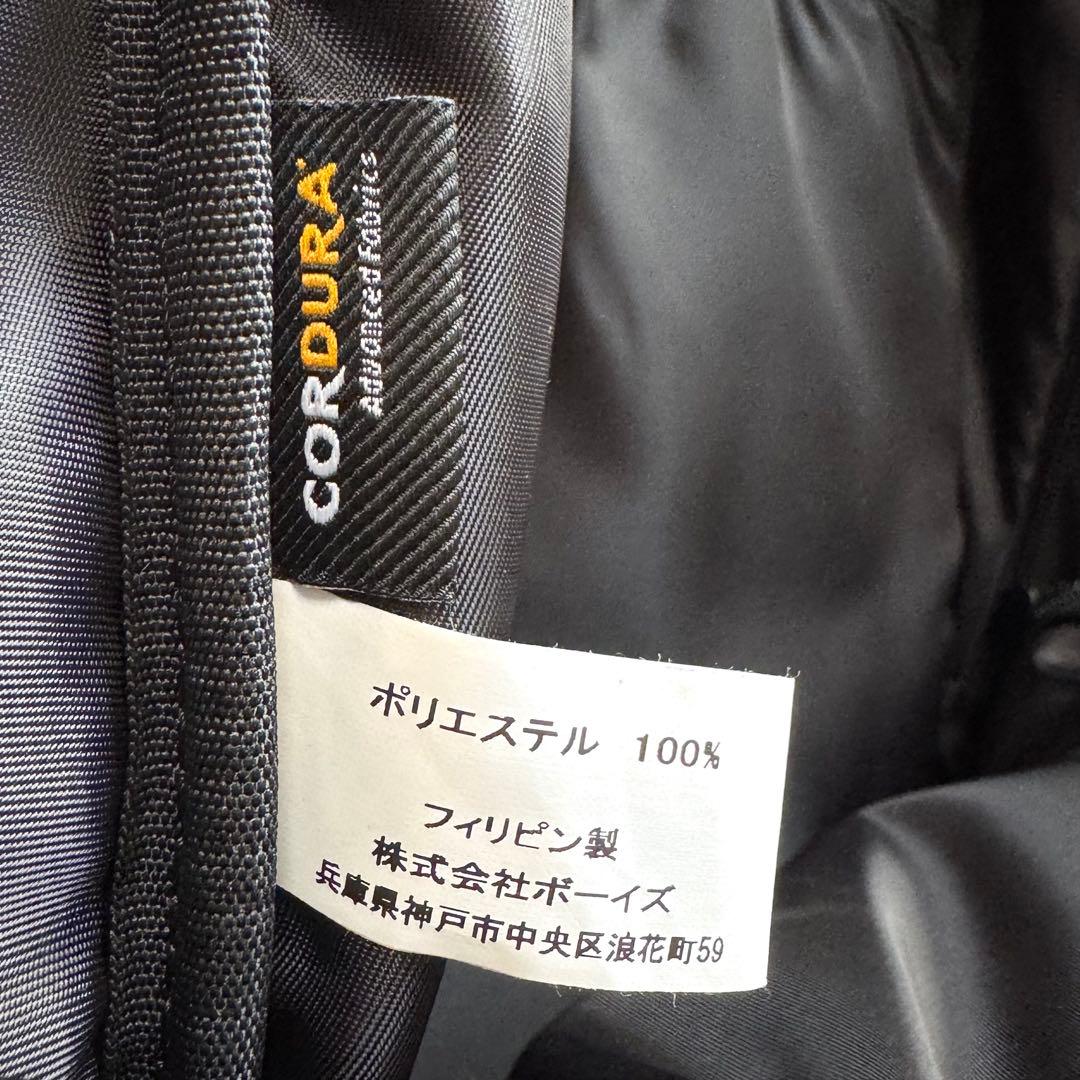 CORDURA
Advanced Fabrics
ポリエステル 100%
フィリピン製
株式会社ボーイズ
兵庫県神戸市中央区浪花町59